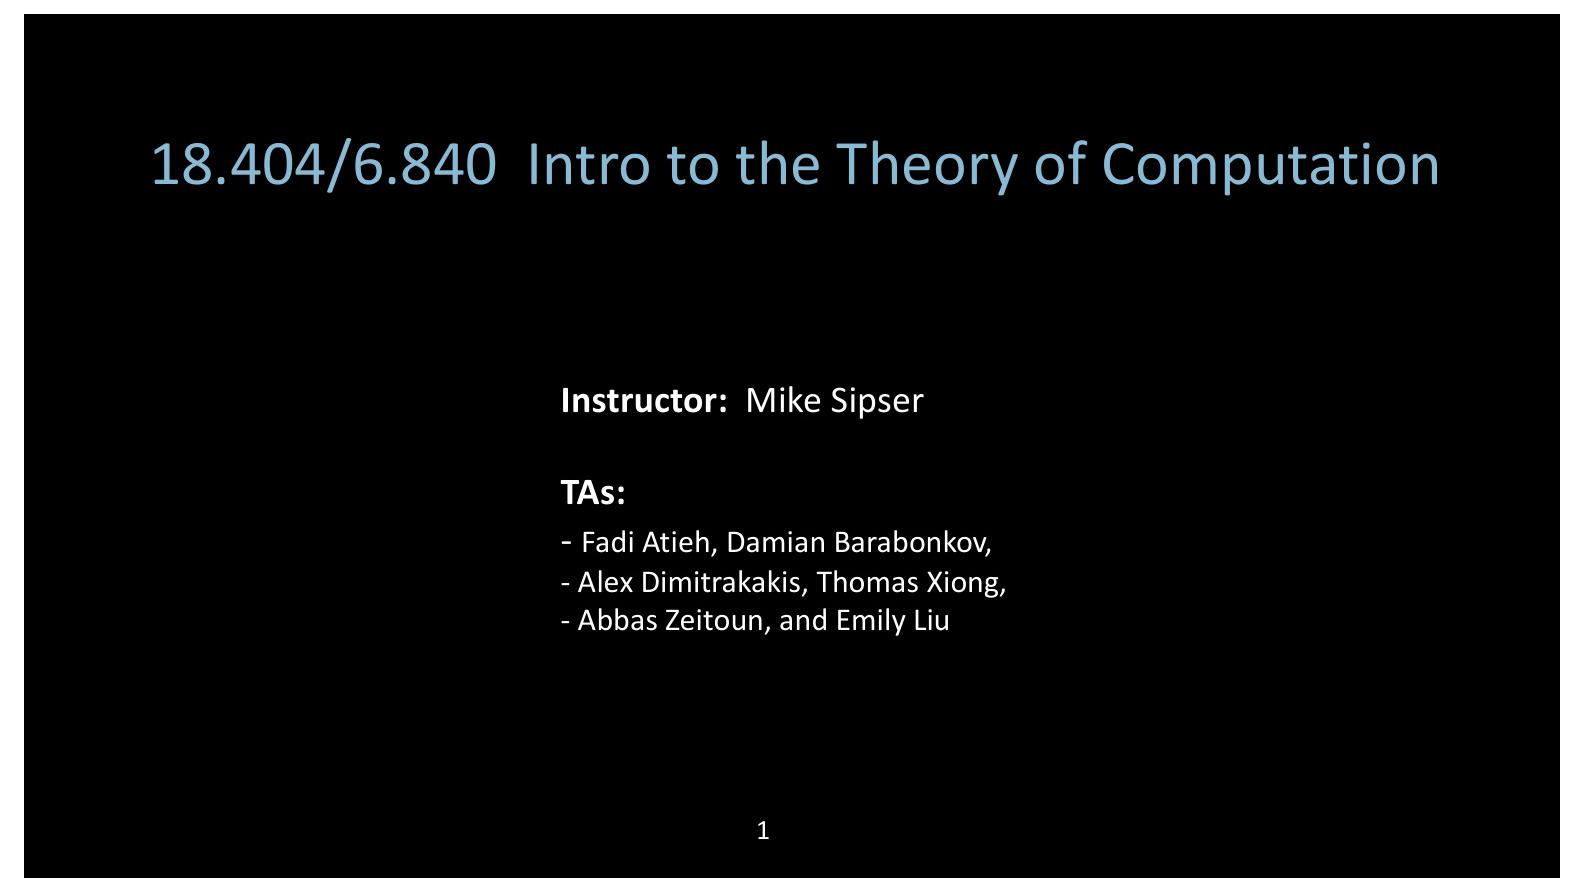 18.404/6.840  Intro to the Theory of Computation
Instructor:  Mike Sipser
TAs:
- Fadi Atieh, Damian Barabonkov,
- Alex Dimitrakakis, Thomas Xiong,
- Abbas Zeitoun, and Emily Liu
1